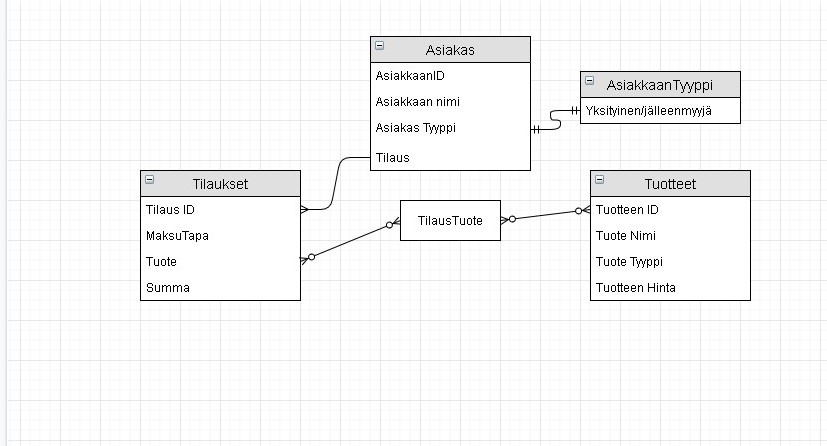 Asiakas
AsiakkaanID
Asiakkaan nimi
Asiakas Tyyppi
Tilaus
AsiakkaanTyyppi
Yksityinen/jälleenmyyjä
Tilaukset
Tilaus ID
MaksuTapa
Tuote
Summa
TilausTuote
Tuotteet
Tuotteen ID
Tuote Nimi
Tuote Tyyppi
Tuotteen Hinta